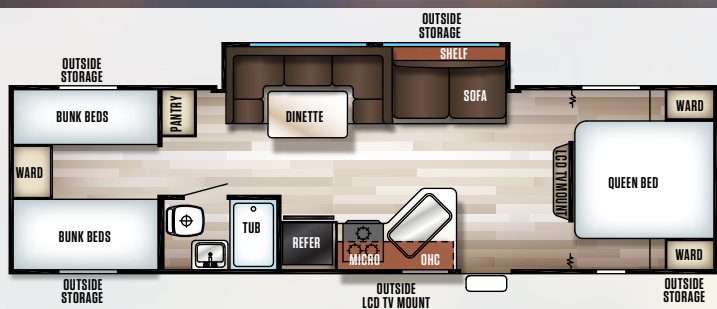 OUTSIDE
STORAGE
SHELF
SOFA
OUTSIDE
STORAGE
BUNK BEDS
PANTRY
DINETTE
WARD
LCD TV MOUNT
QUEEN BED
WARD
BUNK BEDS
TUB
REFER
MICRO
OHC
WARD
OUTSIDE
STORAGE
OUTSIDE
LCD TV MOUNT
OUTSIDE
STORAGE